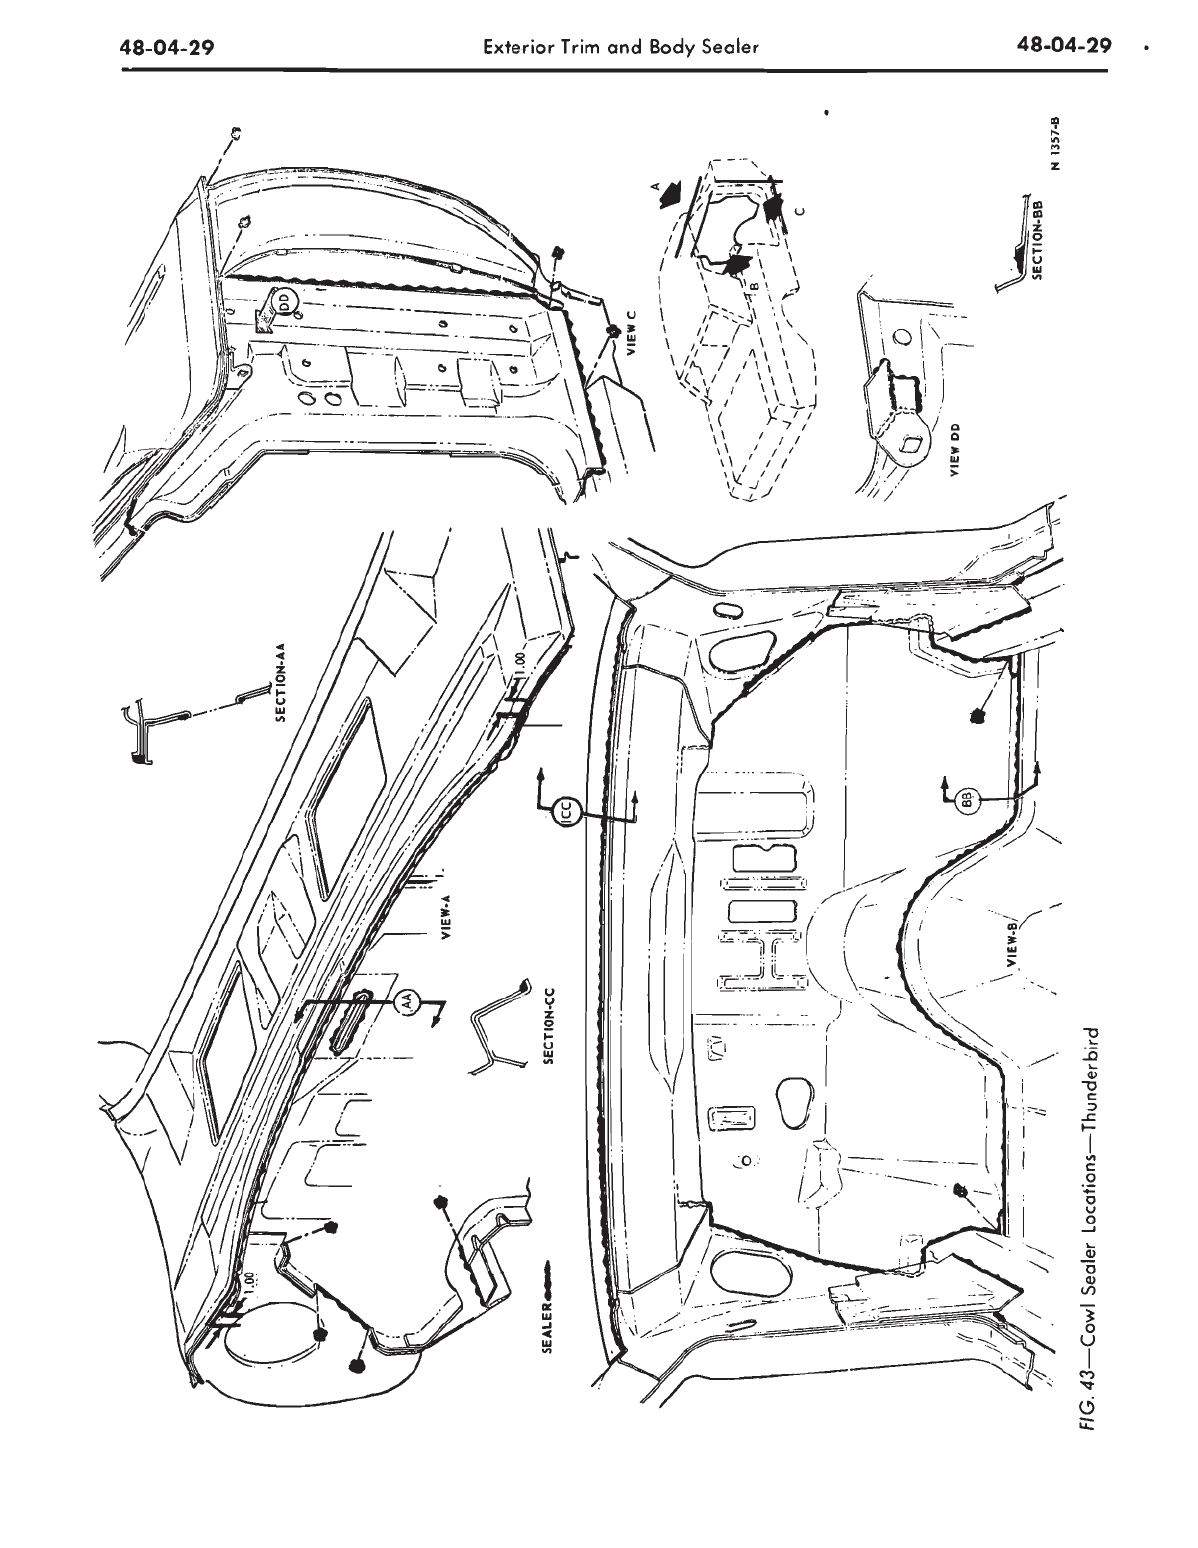 48-04-29 Exterior Trim and Body Sealer 48-04-29
DD
VIEW C
A
B
C
N 1357-B
SECTION-BB
VIEW DD
SECTION-AA
1.00
VIEW-A
AA
1.00
SECTION-CC
SEALER
CC
BB
VIEW-B
FIG. 43—Cowl Sealer Locations—Thunderbird